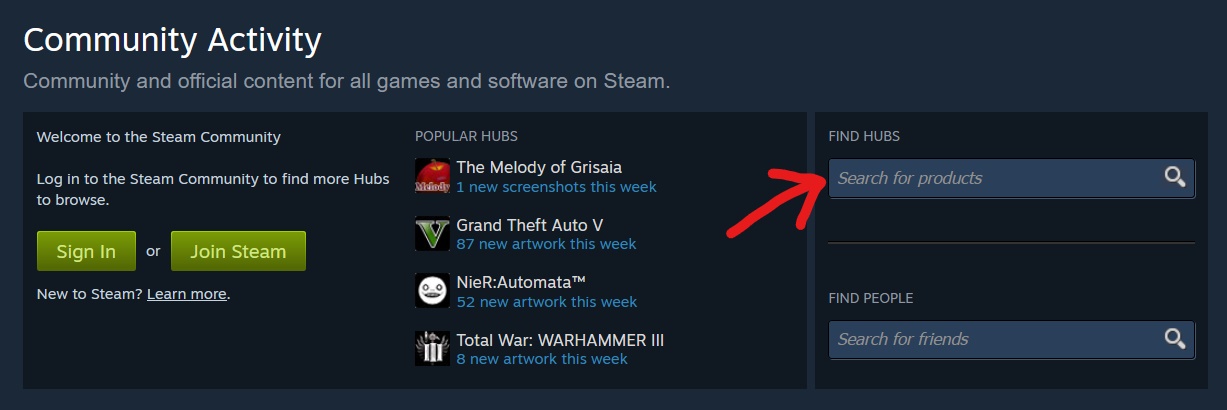 Community Activity
Community and official content for all games and software on Steam.
Welcome to the Steam Community
Log in to the Steam Community to find more Hubs
to browse.
Sign In or Join Steam
New to Steam? Learn more.
POPULAR HUBS
Melody
The Melody of Grisaia
1 new screenshots this week
V
Grand Theft Auto V
87 new artwork this week
NieR:Automata™
52 new artwork this week
III
Total War: WARHAMMER III
8 new artwork this week
FIND HUBS
Search for products
FIND PEOPLE
Search for friends